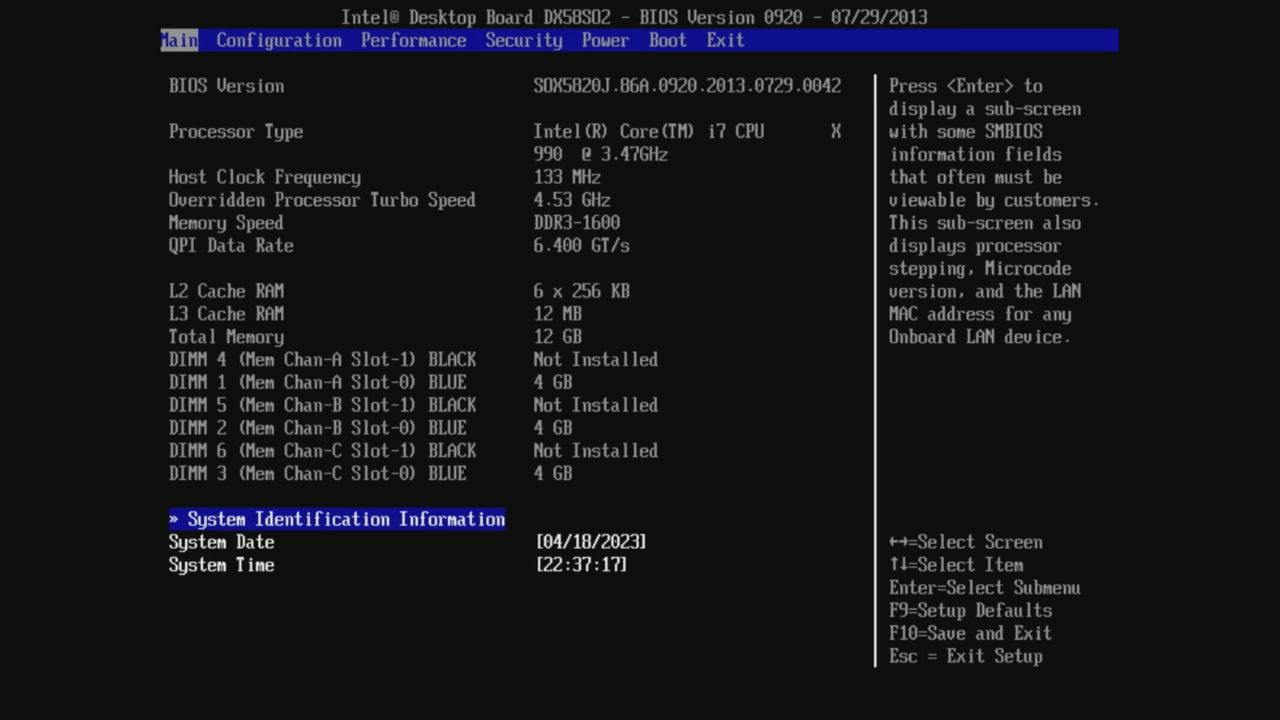 Intel® Desktop Board DX58SO2 - BIOS Version 0920 - 07/29/2013
Main Configuration Performance Security Power Boot Exit
BIOS Version SOX5820J.86A.0920.2013.0729.0042
Processor Type Intel(R) Core(TM) i7 CPU X
990 @ 3.47GHz
Host Clock Frequency 133 MHz
Overridden Processor Turbo Speed 4.53 GHz
Memory Speed DDR3-1600
QPI Data Rate 6.400 GT/s
L2 Cache RAM 6 x 256 KB
L3 Cache RAM 12 MB
Total Memory 12 GB
DIMM 4 (Mem Chan-A Slot-1) BLACK Not Installed
DIMM 1 (Mem Chan-A Slot-0) BLUE 4 GB
DIMM 5 (Mem Chan-B Slot-1) BLACK Not Installed
DIMM 2 (Mem Chan-B Slot-0) BLUE 4 GB
DIMM 6 (Mem Chan-C Slot-1) BLACK Not Installed
DIMM 3 (Mem Chan-C Slot-0) BLUE 4 GB
» System Identification Information
System Date [04/18/2023]
System Time [22:37:17]
Press <Enter> to
display a sub-screen
with some SMBIOS
information fields
that often must be
viewable by customers.
This sub-screen also
displays processor
stepping, Microcode
version, and the LAN
MAC address for any
Onboard LAN device.
←→=Select Screen
↑↓=Select Item
Enter=Select Submenu
F9=Setup Defaults
F10=Save and Exit
Esc = Exit Setup